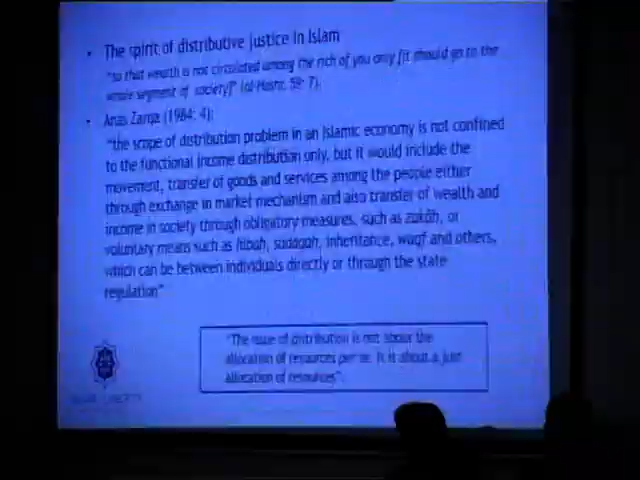 • The spirit of distributive justice in Islam
"so that wealth is not circulated among the rich of you only [it should go to the
whole segment of society]" (al-Hashr, 59: 7).
• Anas Zarqa (1984: 4):
"the scope of distribution problem in an Islamic economy is not confined
to the functional income distribution only, but it would include the
movement, transfer of goods and services among the people either
through exchange in market mechanism and also transfer of wealth and
income in society through obligatory measures, such as zakāh, or
voluntary means such as hibah, sadaqah, inheritance, waqf and others,
which can be between individuals directly or through the state
regulation"
"The issue of distribution is not about the
allocation of resources per se. It is about a just
allocation of resources".